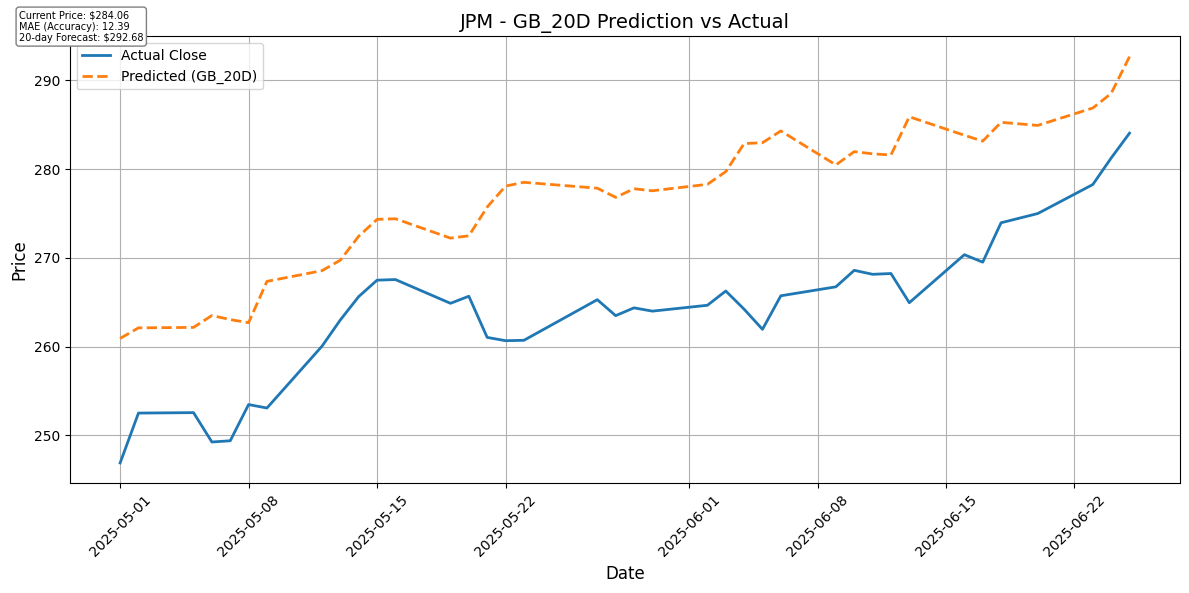 JPM - GB_20D Prediction vs Actual
Current Price: $284.06
MAE (Accuracy): 12.39
20-day Forecast: $292.68
Actual Close
Predicted (GB_20D)
290
280
270
260
250
Price
2025-05-01
2025-05-08
2025-05-15
2025-05-22
2025-06-01
2025-06-08
2025-06-15
2025-06-22
Date